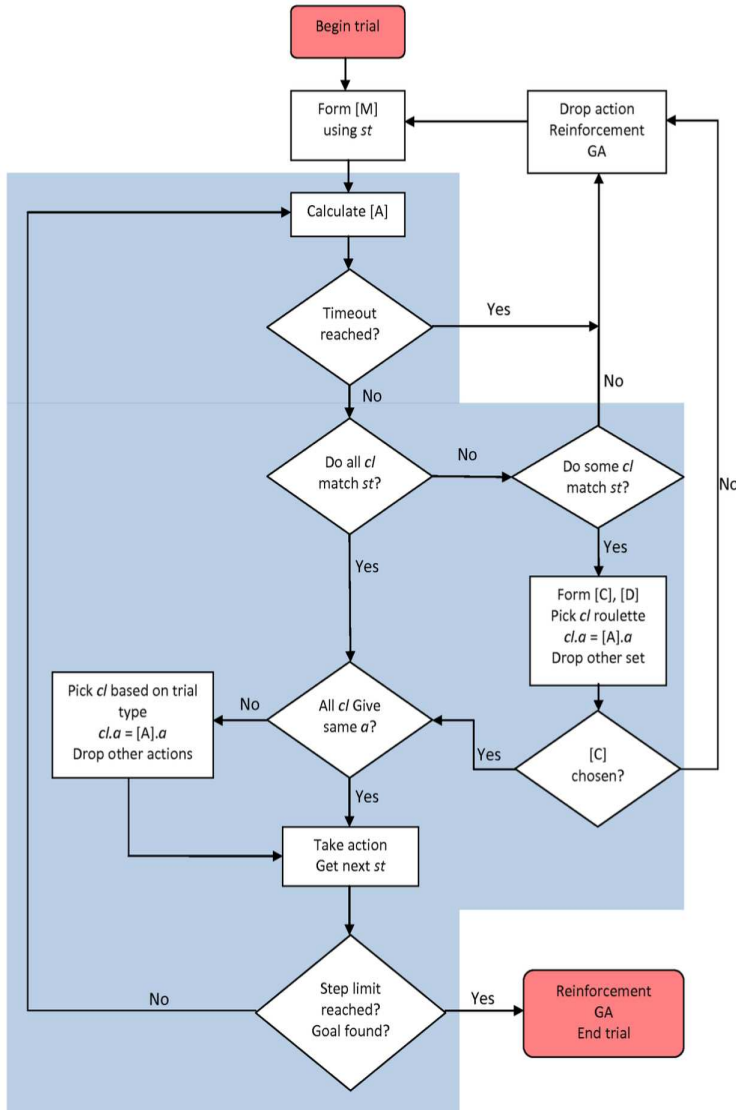 Begin trial
Form [M]
using st
Drop action
Reinforcement
GA
Calculate [A]
Timeout
reached?
Yes
No
No
Do all cl
match st?
No
Do some cl
match st?
No
Yes
Yes
Form [C], [D]
Pick cl roulette
cl.a = [A].a
Drop other set
Pick cl based on trial
type
cl.a = [A].a
Drop other actions
No
All cl Give
same a?
Yes
[C]
chosen?
Yes
Take action
Get next st
No
Step limit
reached?
Goal found?
Yes
Reinforcement
GA
End trial